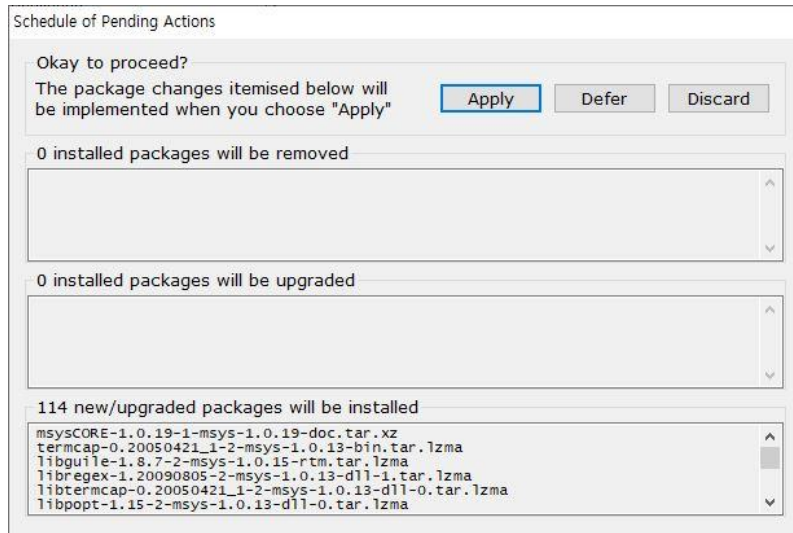 Schedule of Pending Actions
Okay to proceed?
The package changes itemised below will
be implemented when you choose "Apply"
Apply
Defer
Discard
0 installed packages will be removed
0 installed packages will be upgraded
114 new/upgraded packages will be installed
msysCORE-1.0.19-1-msys-1.0.19-doc.tar.xz
termcap-0.20050421_1-2-msys-1.0.13-bin.tar.lzma
libguile-1.8.7-2-msys-1.0.15-rtm.tar.lzma
libregex-1.20090805-2-msys-1.0.13-dll-1.tar.lzma
libtermcap-0.20050421_1-2-msys-1.0.13-dll-0.tar.lzma
libpopt-1.15-2-msys-1.0.13-dll-0.tar.lzma